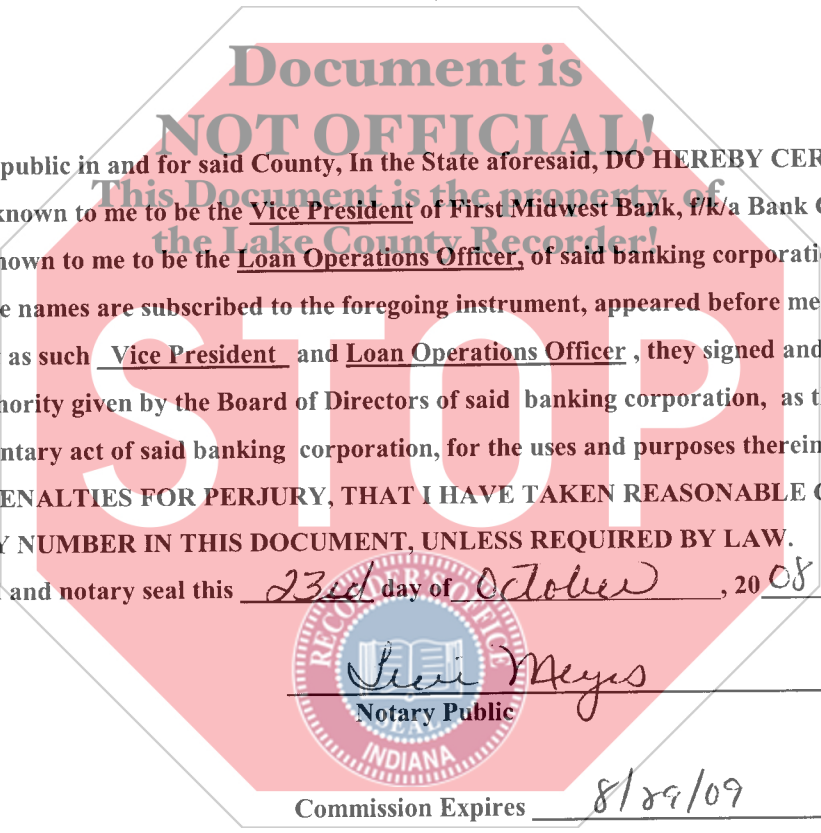 Document is
NOT OFFICIAL!
public in and for said County, In the State aforesaid, DO HEREBY CER
This Document is the property of
known to me to be the Vice President of First Midwest Bank, f/k/a Bank
the Lake County Recorder!
nown to me to be the Loan Operations Officer, of said banking corporati
e names are subscribed to the foregoing instrument, appeared before me
as such Vice President and Loan Operations Officer , they signed and
STOP
hority given by the Board of Directors of said banking corporation, as t
ntary act of said banking corporation, for the uses and purposes therein
ENALTIES FOR PERJURY, THAT I HAVE TAKEN REASONABLE
Y NUMBER IN THIS DOCUMENT, UNLESS REQUIRED BY LAW.
and notary seal this 23rd day of October , 20 08
RECORDER'S OFFICE
Meyes
Notary Public
SEAL
INDIANA
Commission Expires 8/29/09